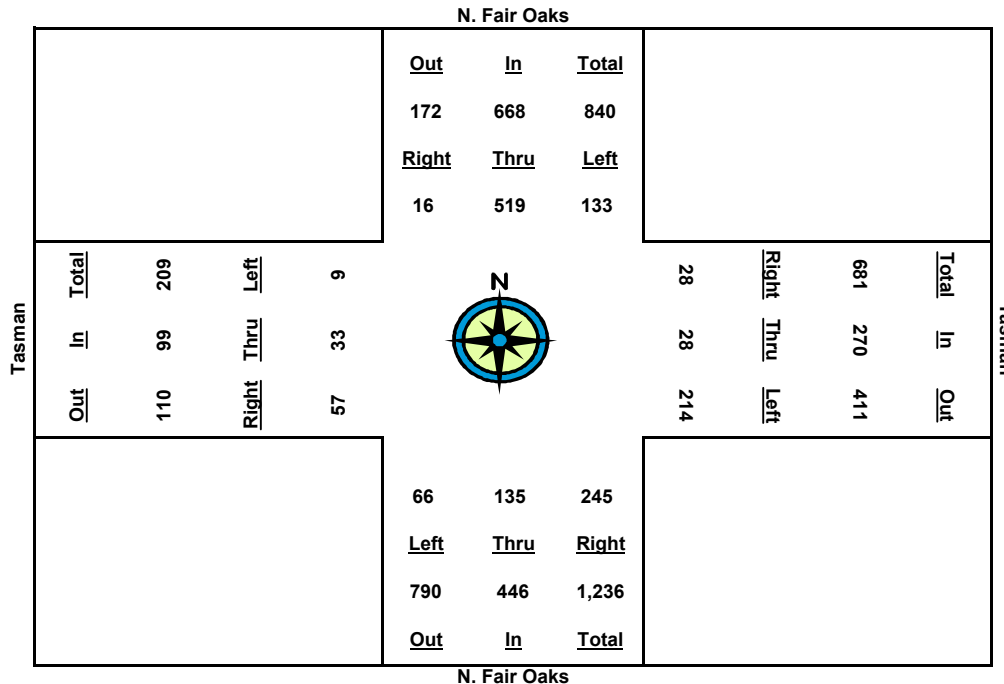 N. Fair Oaks
Out In Total
172 668 840
Right Thru Left
16 519 133
Tasman
Total 209 Left 9
In 99 Thru 33
Out 110 Right 57
N
28 Right 681 Total
28 Thru 270 In
214 Left 411 Out
Tasman
66 135 245
Left Thru Right
790 446 1,236
Out In Total
N. Fair Oaks